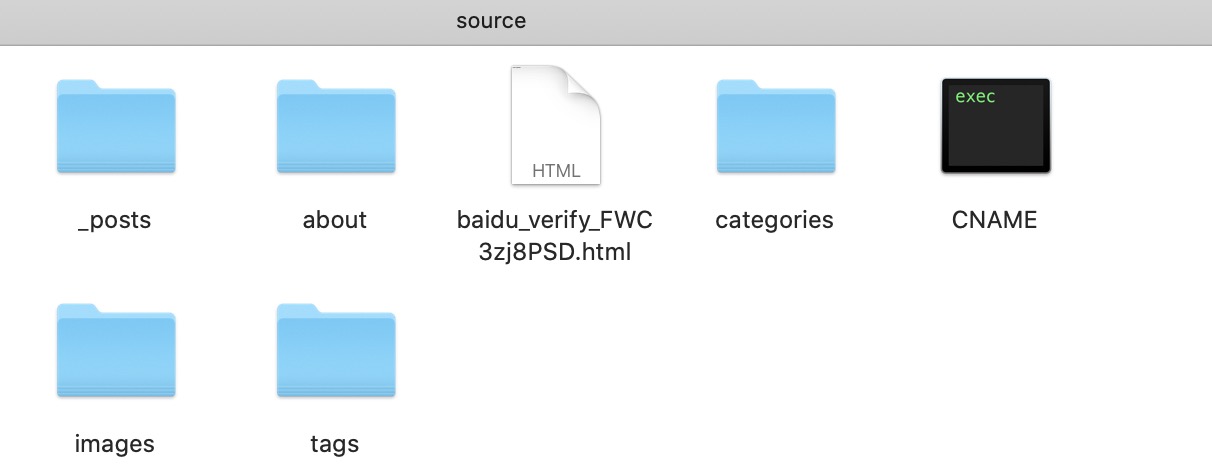 source
HTML
exec
_posts
about
baidu_verify_FWC
3zj8PSD.html
categories
CNAME
images
tags